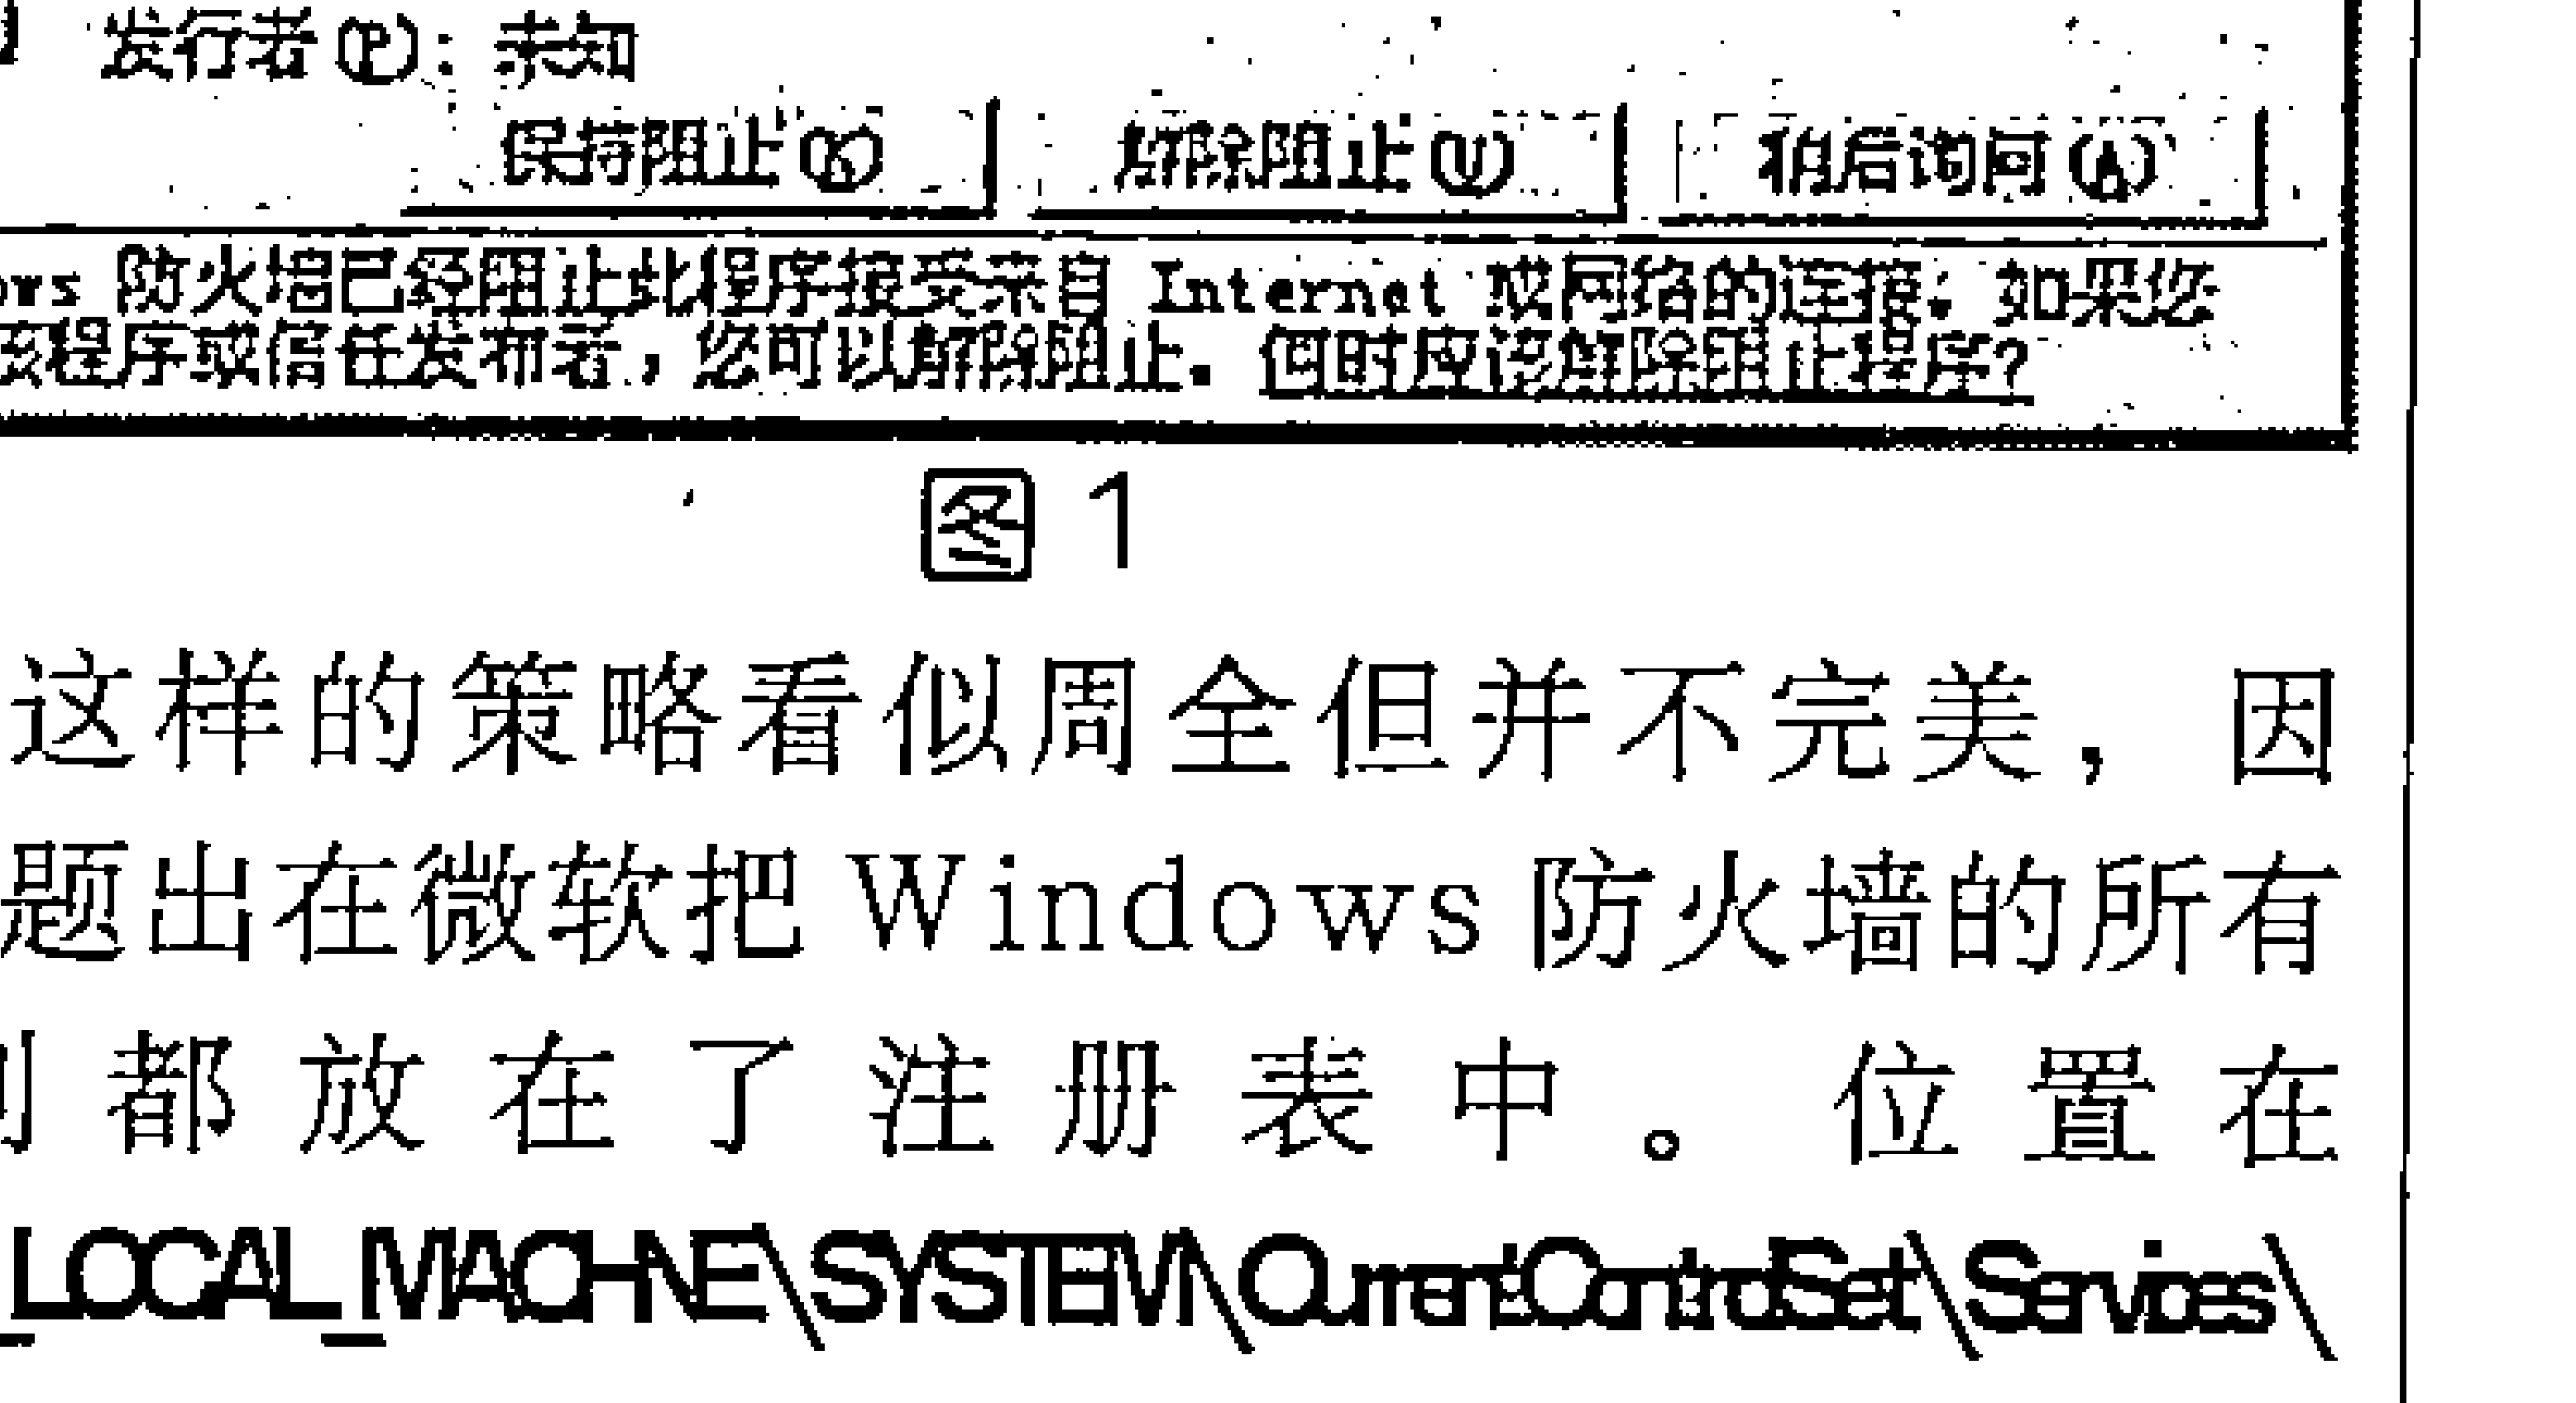 发行者(P): 未知
保持阻止(K) 解除阻止(U) 稍后询问(A)
ows 防火墙已经阻止此程序接受来自 Internet 或网络的连接。如果您
该程序或信任发布者，您可以解除阻止。何时应该解除阻止程序?
图 1
这样的策略看似周全但并不完美，因
题出在微软把 Windows 防火墙的所有
则都放在了注册表中。位置在
_LOCAL_MACHINE\SYSTEM\CurrentControlSet\Services\